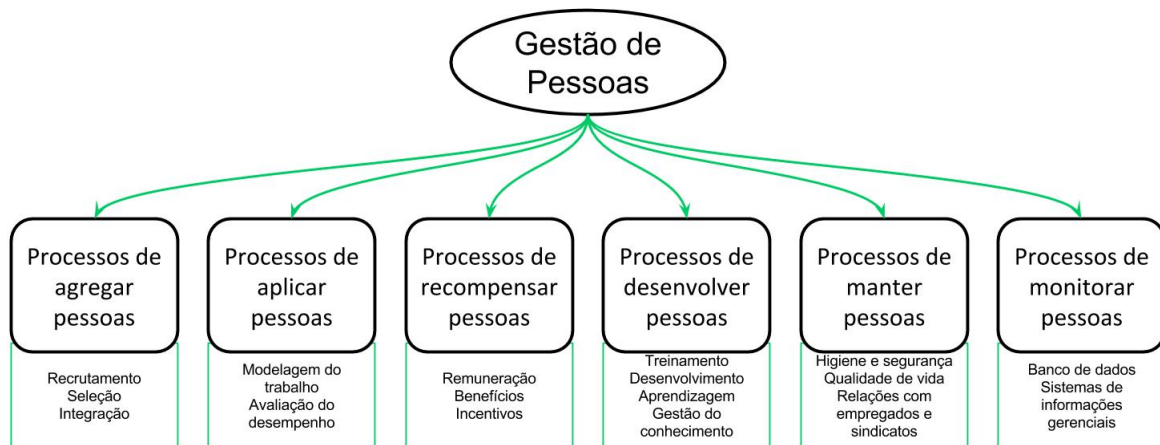 Gestão de
Pessoas
Processos de
agregar
pessoas
Recrutamento
Seleção
Integração
Processos de
aplicar
pessoas
Modelagem do
trabalho
Avaliação do
desempenho
Processos de
recompensar
pessoas
Remuneração
Benefícios
Incentivos
Processos de
desenvolver
pessoas
Treinamento
Desenvolvimento
Aprendizagem
Gestão do
conhecimento
Processos de
manter
pessoas
Higiene e segurança
Qualidade de vida
Relações com
empregados e
sindicatos
Processos de
monitorar
pessoas
Banco de dados
Sistemas de
informações
gerenciais